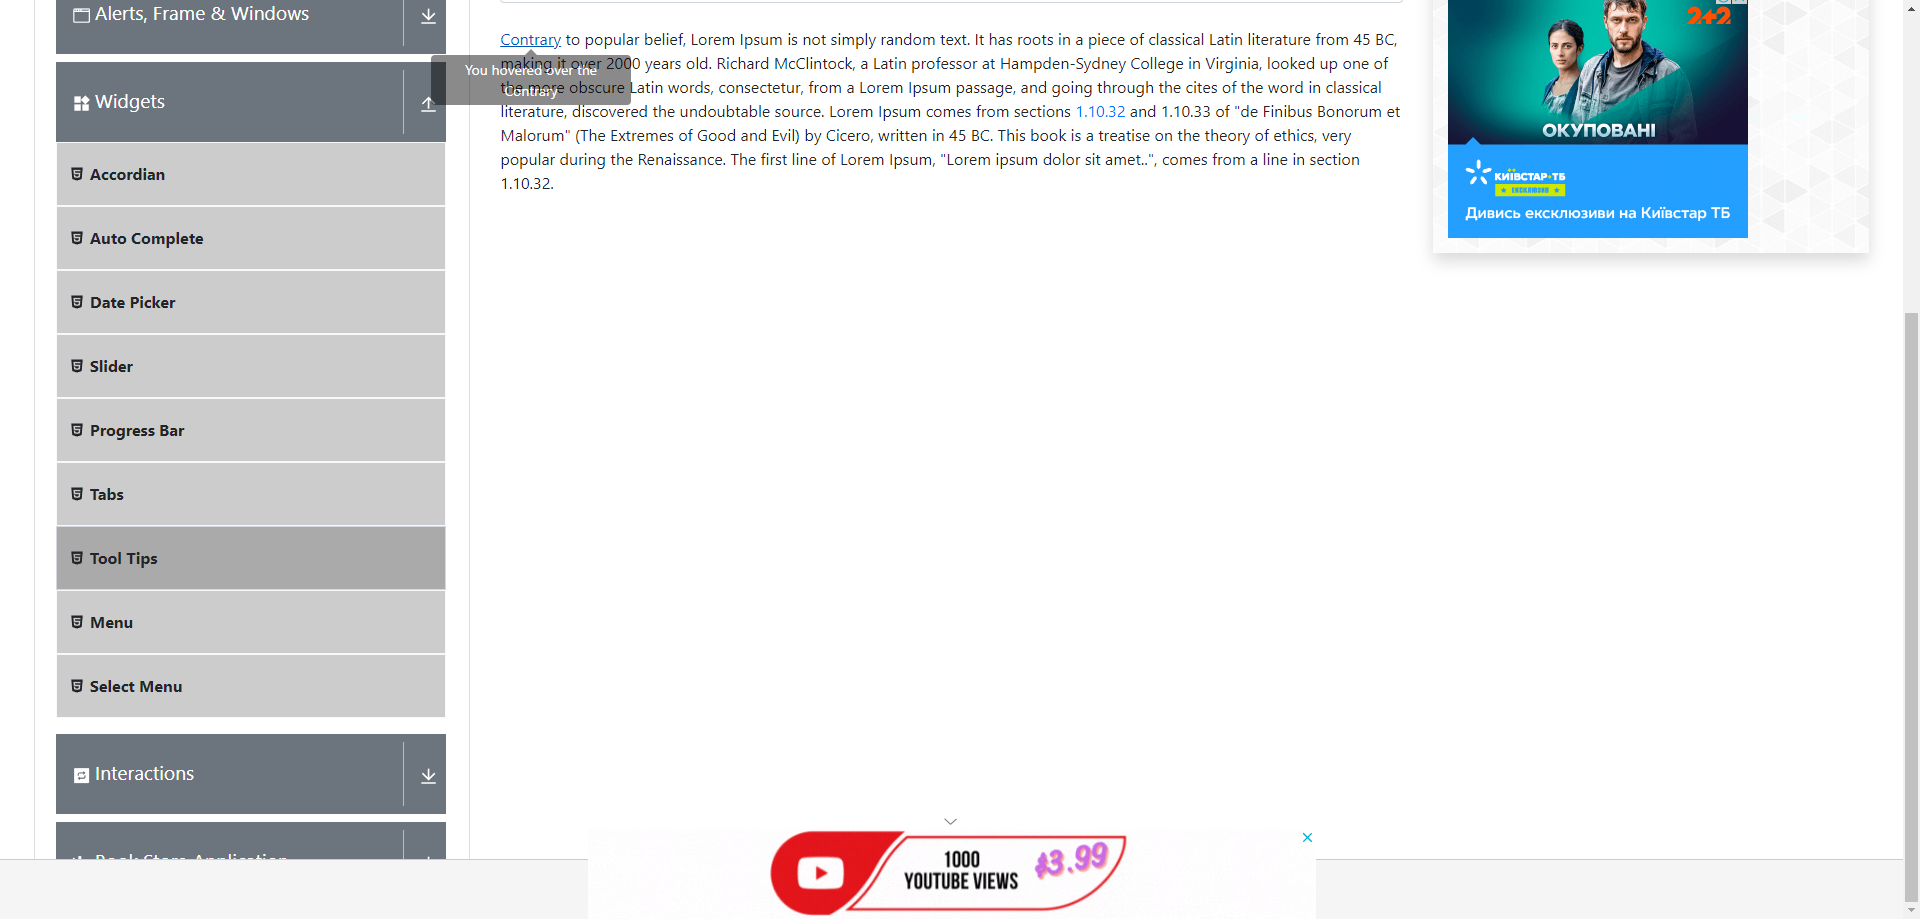 Alerts, Frame & Windows
Widgets
Accordian
Auto Complete
Date Picker
Slider
Progress Bar
Tabs
Tool Tips
Menu
Select Menu
Interactions
Book Store Application
Contrary to popular belief, Lorem Ipsum is not simply random text. It has roots in a piece of classical Latin literature from 45 BC,
making it over 2000 years old. Richard McClintock, a Latin professor at Hampden-Sydney College in Virginia, looked up one of
the more obscure Latin words, consectetur, from a Lorem Ipsum passage, and going through the cites of the word in classical
literature, discovered the undoubtable source. Lorem Ipsum comes from sections 1.10.32 and 1.10.33 of "de Finibus Bonorum et
Malorum" (The Extremes of Good and Evil) by Cicero, written in 45 BC. This book is a treatise on the theory of ethics, very
popular during the Renaissance. The first line of Lorem Ipsum, "Lorem ipsum dolor sit amet..", comes from a line in section
1.10.32.
You hovered over the
Contrary
2+2
ОКУПОВАНІ
КИЇВСТАР·ТБ
★ ЕКСКЛЮЗИВ ★
Дивись ексклюзиви на Київстар ТБ
1000
YOUTUBE VIEWS
$3.99